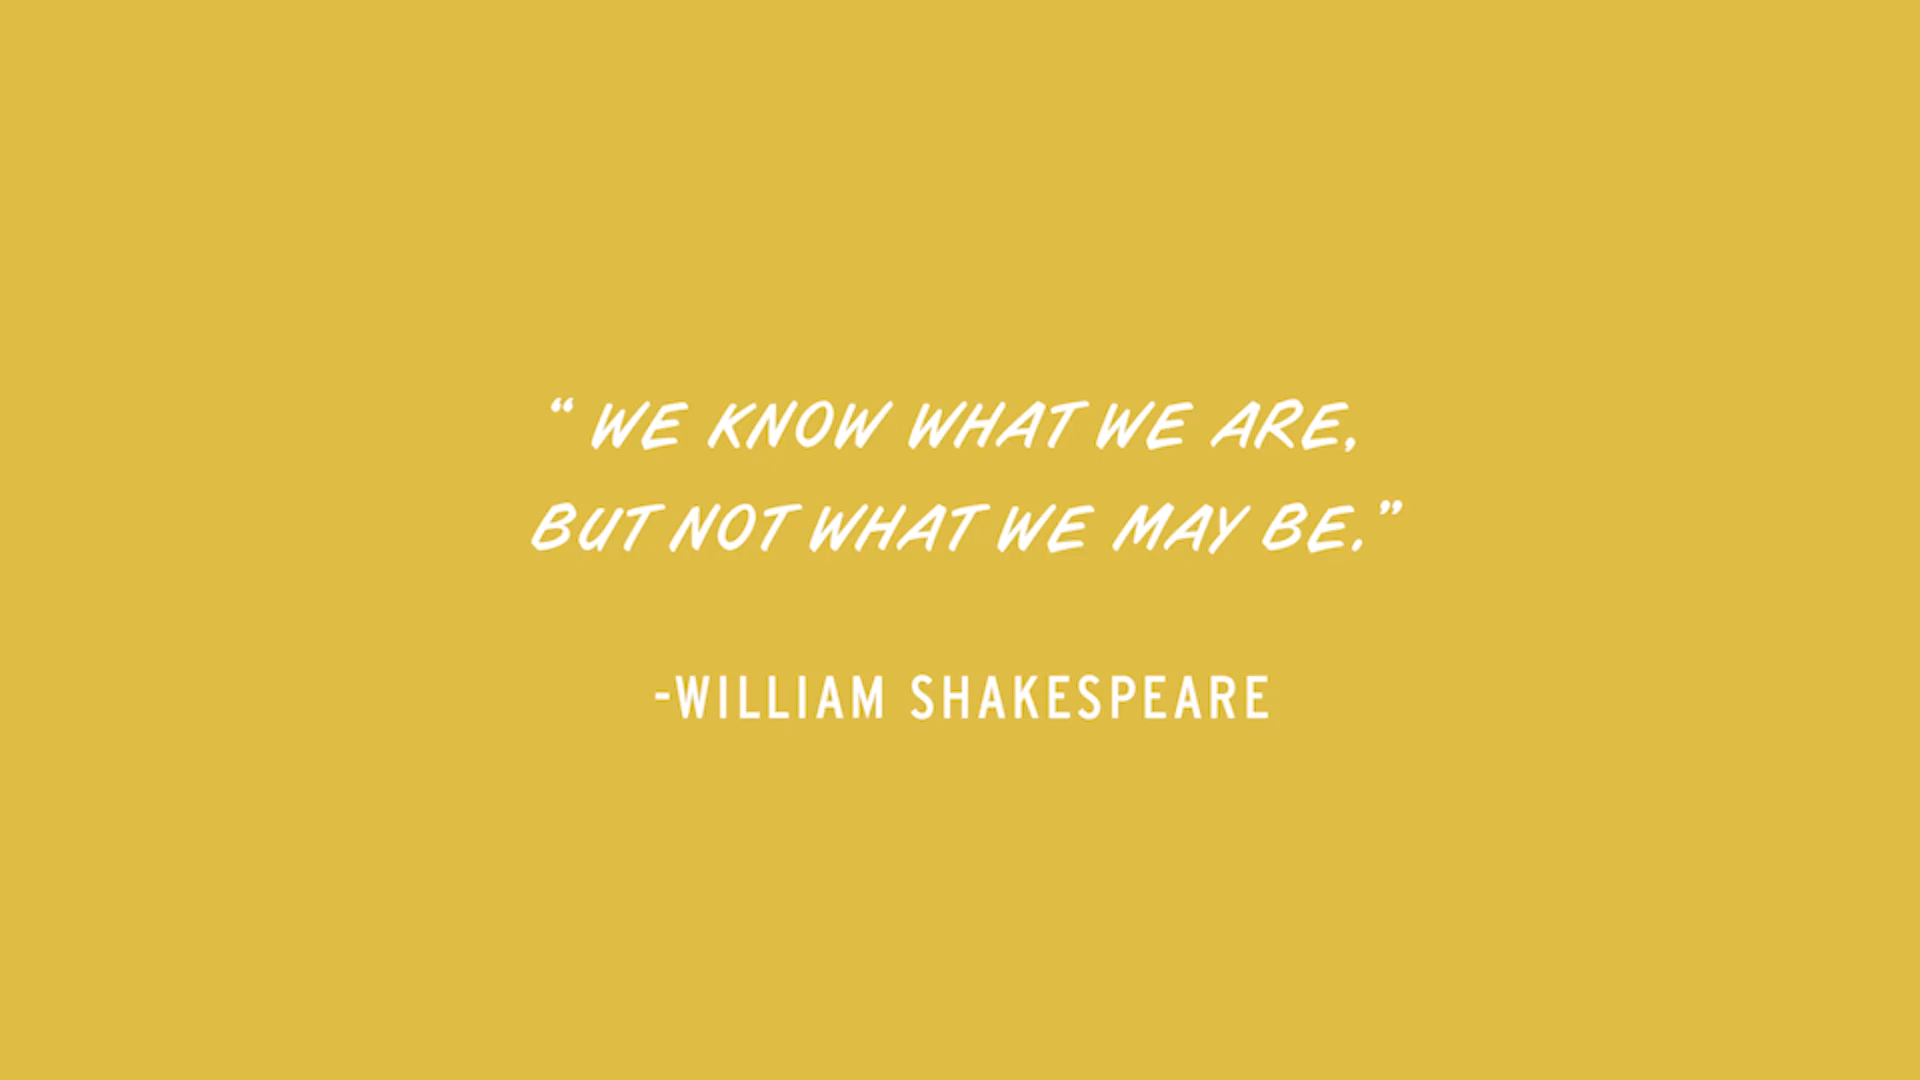 “ WE KNOW WHAT WE ARE,
BUT NOT WHAT WE MAY BE.”
-WILLIAM SHAKESPEARE